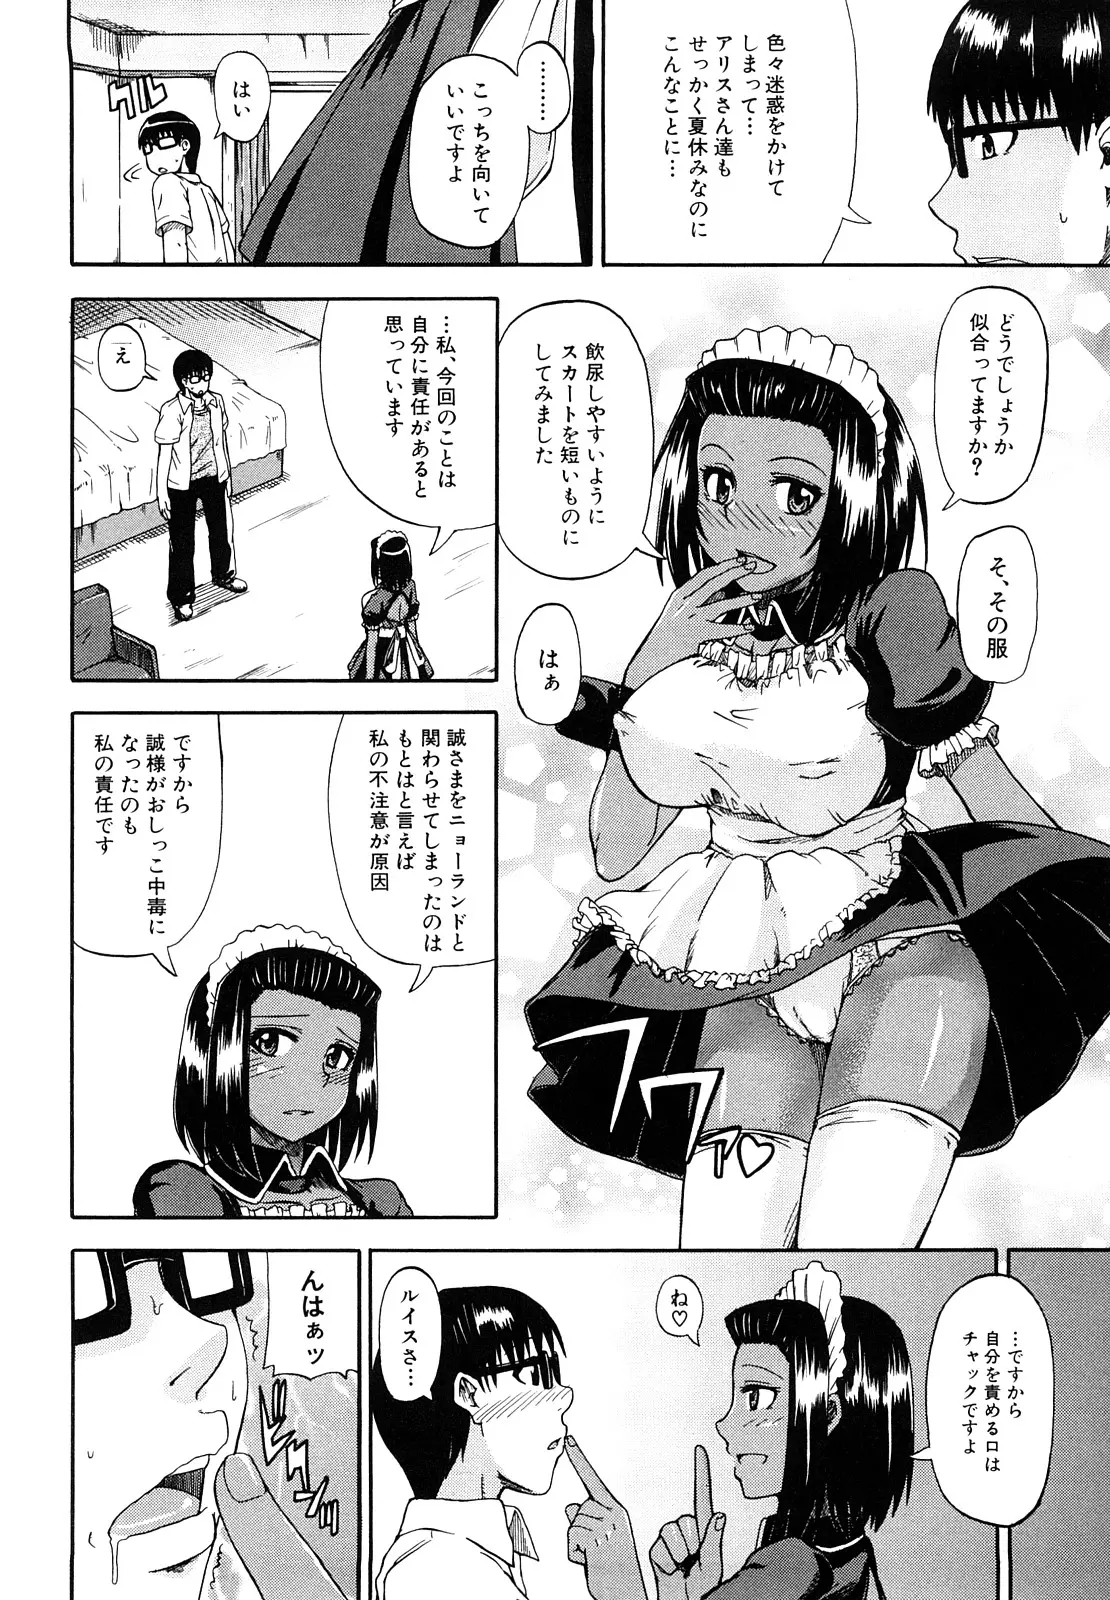 色々迷惑をかけて
しまって…
アリスさん達も
せっかく夏休みなのに
こんなことに…
………
こっちを向いて
いいですよ
はい
グルル
どうでしょうか
似合ってますか?
そ、その服
飲尿しやすいように
スカートを短いものに
してみました
はぁ
フワァ♡
…私、今回のことは
自分に責任があると
思っています
え
誠さまをニョーランドと
関わらせてしまったのは
もとはと言えば
私の不注意が原因
ですから
誠様がおしっこ中毒に
なったのも
私の責任です
…ですから
自分を責める口は
チャックですよ
ね♡
ルイスさ…
んはぁッ